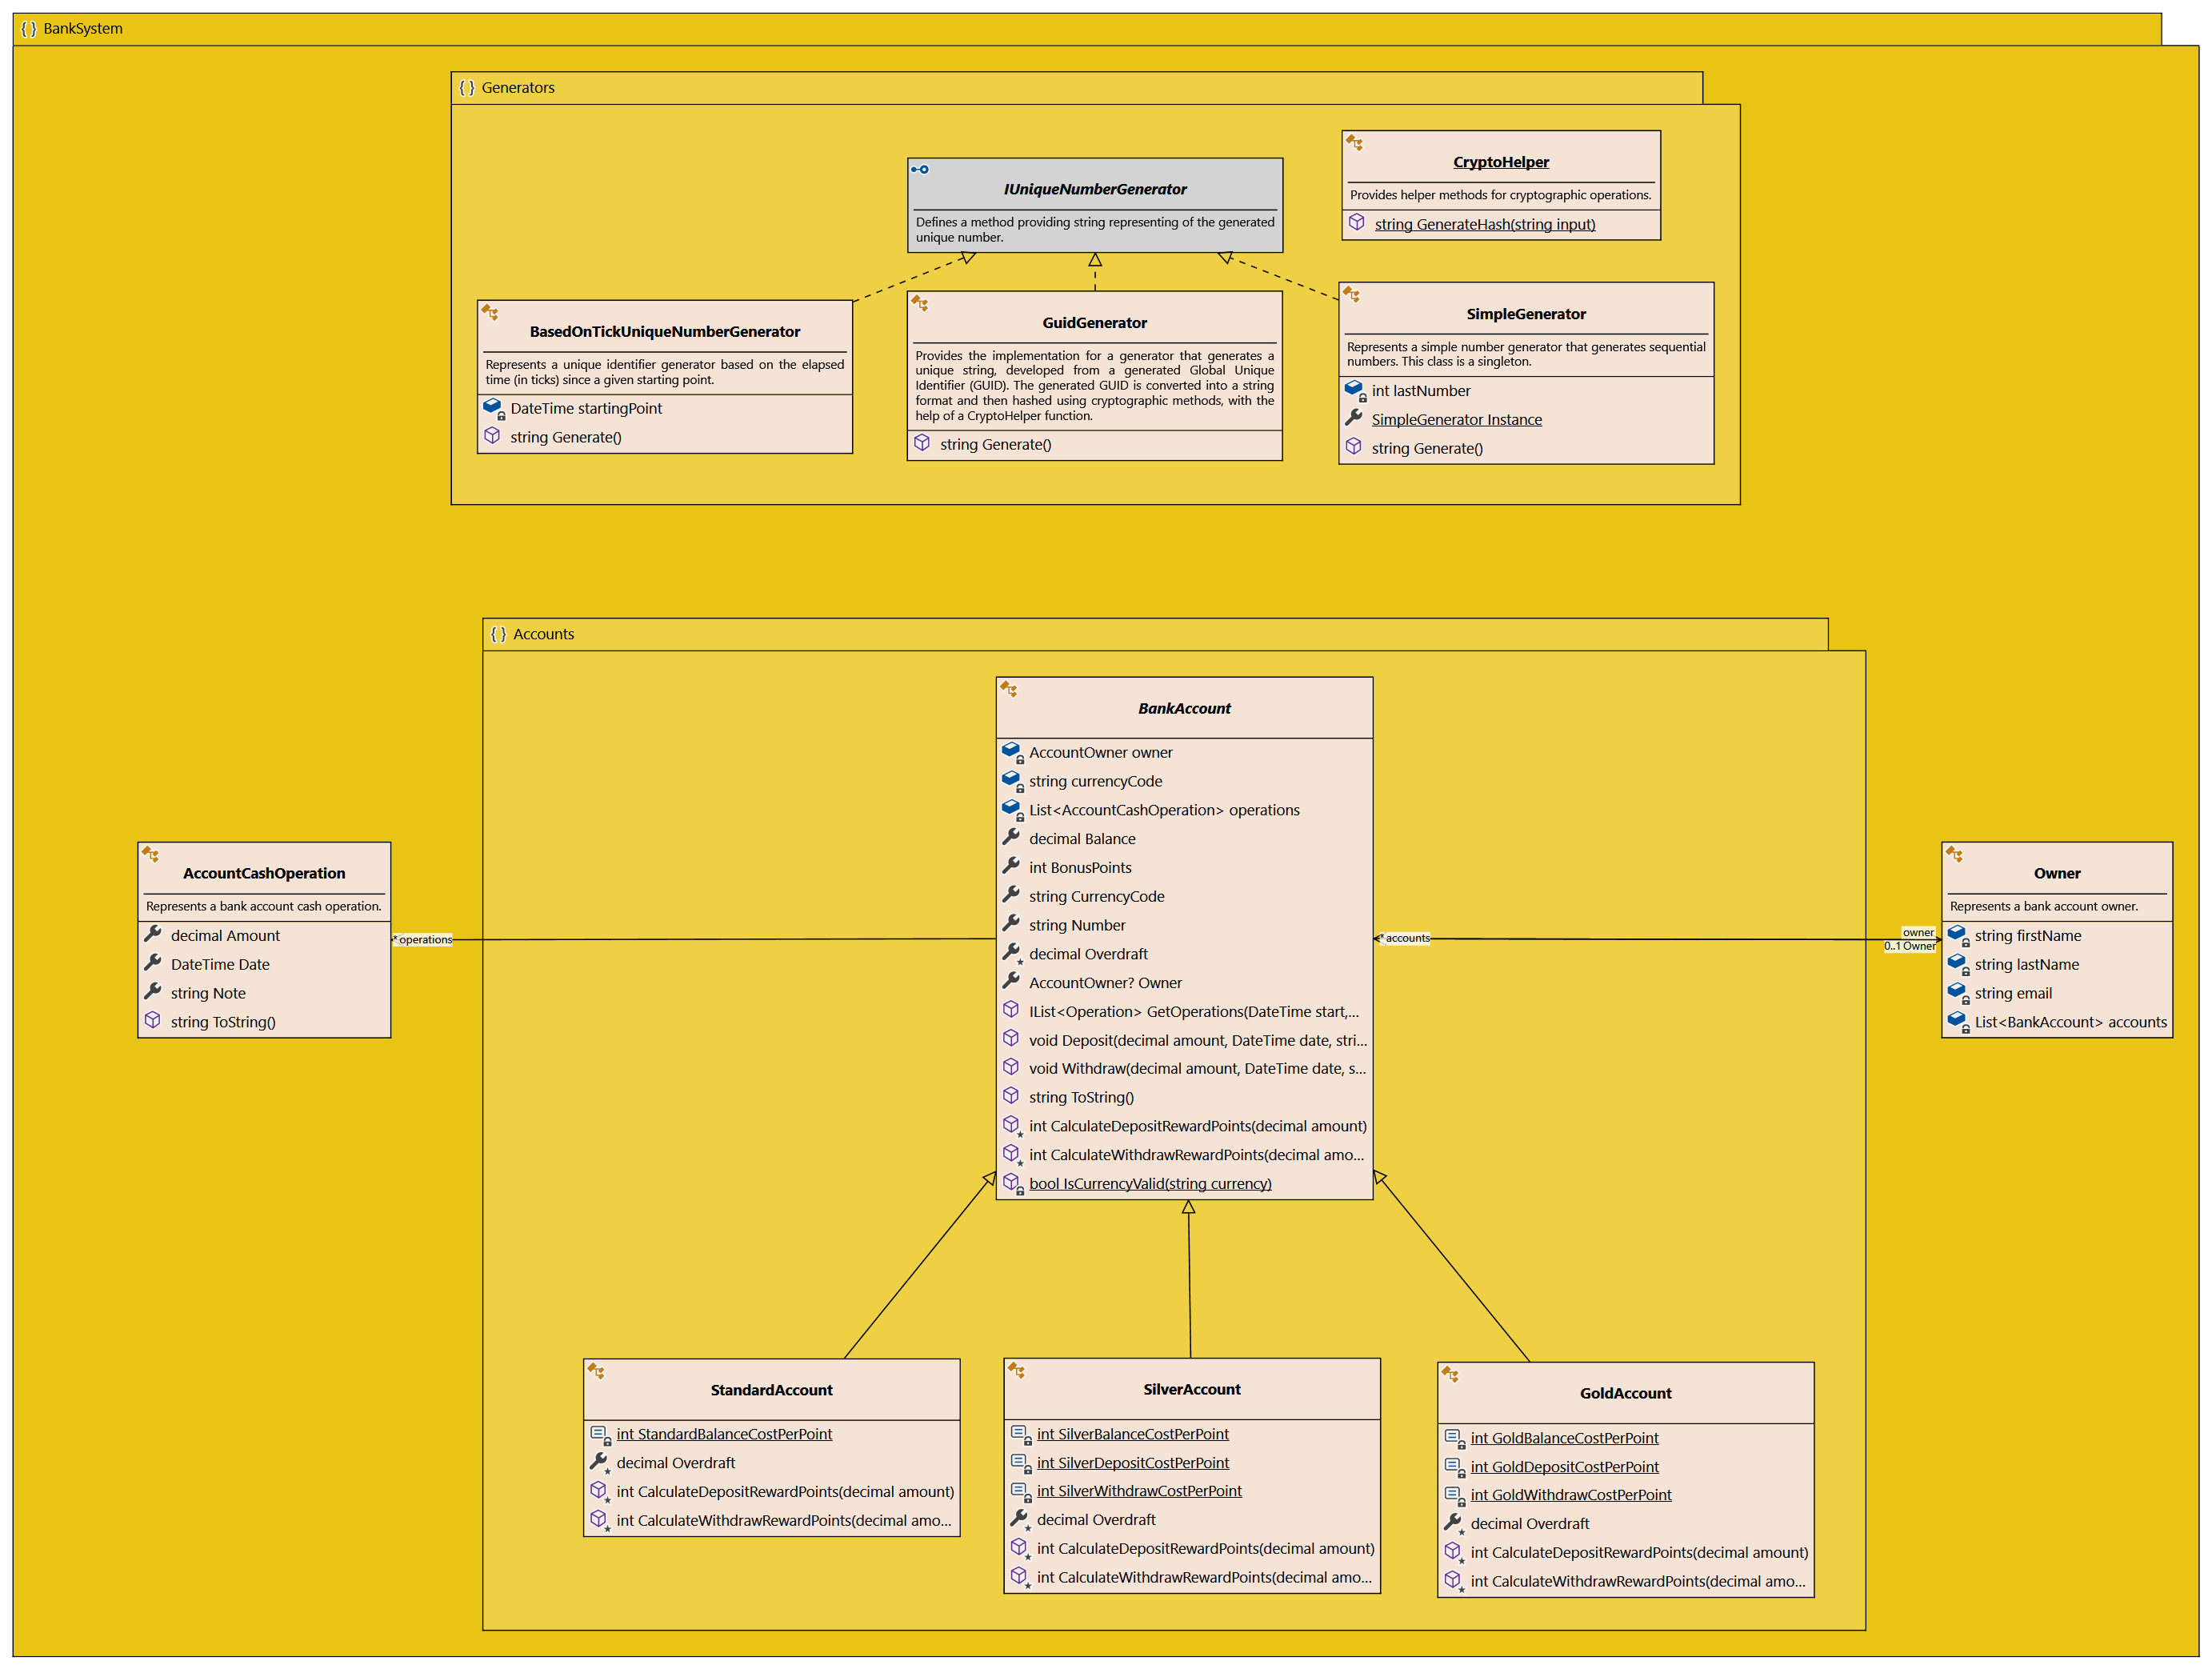 { } BankSystem
{ } Generators
IUniqueNumberGenerator
Defines a method providing string representing of the generated
unique number.
CryptoHelper
Provides helper methods for cryptographic operations.
string GenerateHash(string input)
BasedOnTickUniqueNumberGenerator
Represents a unique identifier generator based on the elapsed
time (in ticks) since a given starting point.
DateTime startingPoint
string Generate()
GuidGenerator
Provides the implementation for a generator that generates a
unique string, developed from a generated Global Unique
Identifier (GUID). The generated GUID is converted into a string
format and then hashed using cryptographic methods, with the
help of a CryptoHelper function.
string Generate()
SimpleGenerator
Represents a simple number generator that generates sequential
numbers. This class is a singleton.
int lastNumber
SimpleGenerator Instance
string Generate()
{ } Accounts
BankAccount
AccountOwner owner
string currencyCode
List<AccountCashOperation> operations
decimal Balance
int BonusPoints
string CurrencyCode
string Number
decimal Overdraft
AccountOwner? Owner
IList<Operation> GetOperations(DateTime start,...
void Deposit(decimal amount, DateTime date, stri...
void Withdraw(decimal amount, DateTime date, s...
string ToString()
int CalculateDepositRewardPoints(decimal amount)
int CalculateWithdrawRewardPoints(decimal amo...
bool IsCurrencyValid(string currency)
AccountCashOperation
Represents a bank account cash operation.
decimal Amount
DateTime Date
string Note
string ToString()
* operations
* accounts
owner
0..1 Owner
Owner
Represents a bank account owner.
string firstName
string lastName
string email
List<BankAccount> accounts
StandardAccount
int StandardBalanceCostPerPoint
decimal Overdraft
int CalculateDepositRewardPoints(decimal amount)
int CalculateWithdrawRewardPoints(decimal amo...
SilverAccount
int SilverBalanceCostPerPoint
int SilverDepositCostPerPoint
int SilverWithdrawCostPerPoint
decimal Overdraft
int CalculateDepositRewardPoints(decimal amount)
int CalculateWithdrawRewardPoints(decimal amo...
GoldAccount
int GoldBalanceCostPerPoint
int GoldDepositCostPerPoint
int GoldWithdrawCostPerPoint
decimal Overdraft
int CalculateDepositRewardPoints(decimal amount)
int CalculateWithdrawRewardPoints(decimal amo...